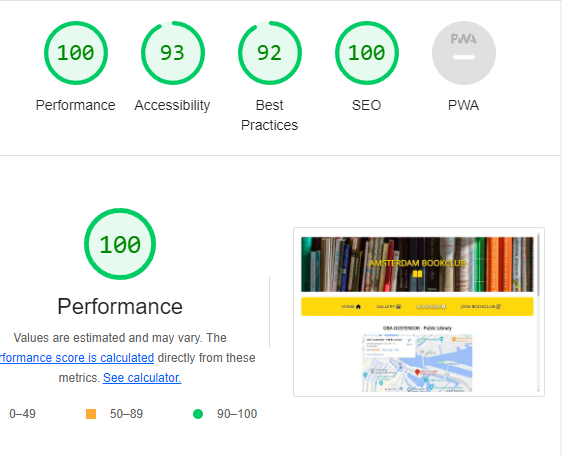 100
93
92
100
PWA
Performance
Accessibility
Best
Practices
SEO
PWA
100
Performance
Values are estimated and may vary. The
rformance score is calculated directly from these
metrics. See calculator.
0–49
50–89
90–100
AMSTERDAM BOOKCLUB
HOME
GALLERY
JOIN BOOKCLUB
OBA OOSTERDOK - Public Library